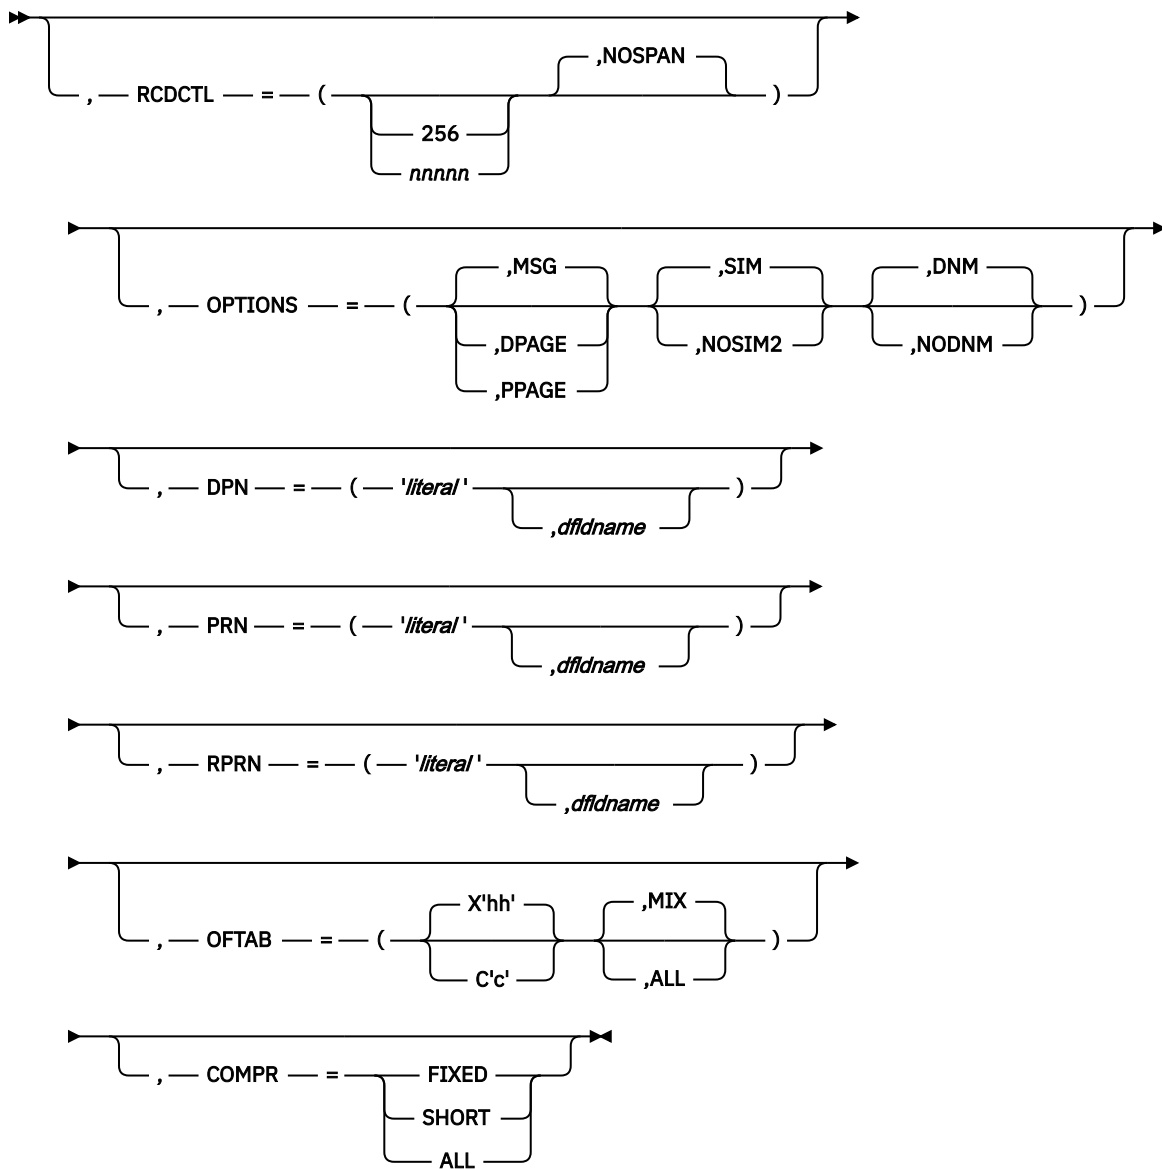 ,NOSPAN
, RCDCTL = ( )
256
nnnnn
,MSG ,SIM ,DNM
, OPTIONS = ( )
,DPAGE ,NOSIM2 ,NODNM
,PPAGE
, DPN = ( 'literal' )
,dfldname
, PRN = ( 'literal' )
,dfldname
, RPRN = ( 'literal' )
,dfldname
X'hh' ,MIX
, OFTAB = ( )
C'c' ,ALL
, COMPR = FIXED
SHORT
ALL